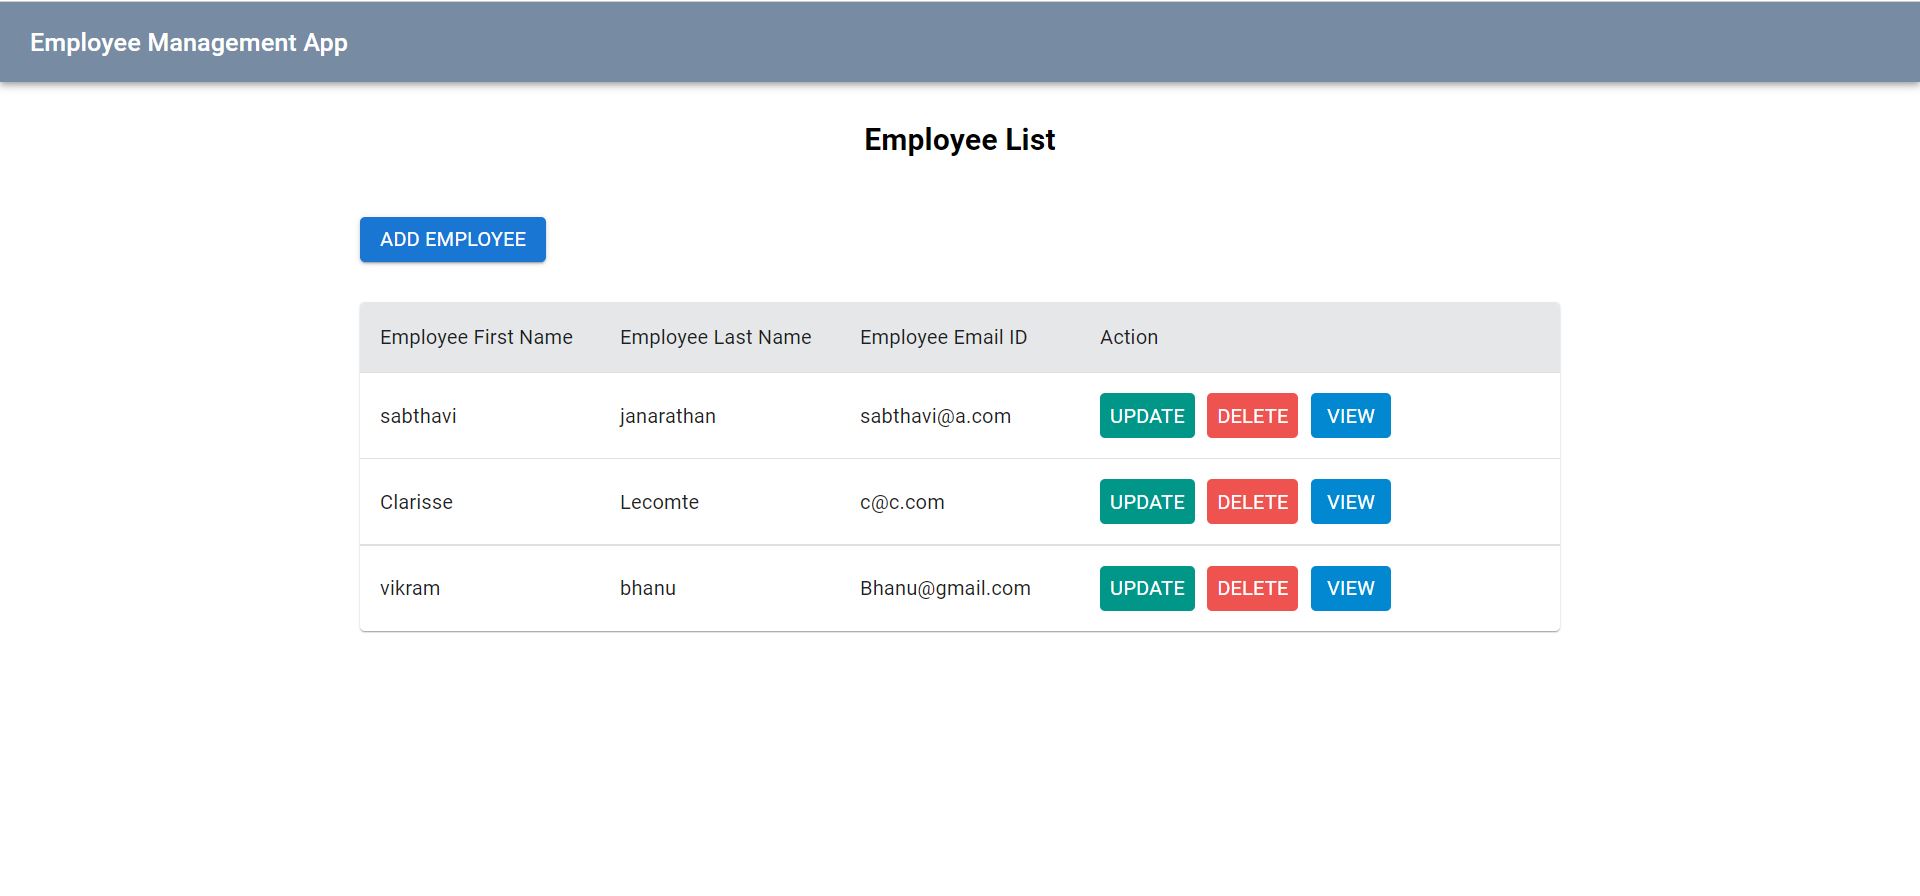 Employee Management App
Employee List
ADD EMPLOYEE
Employee First Name Employee Last Name Employee Email ID Action
sabthavi janarathan sabthavi@a.com UPDATE DELETE VIEW
Clarisse Lecomte c@c.com UPDATE DELETE VIEW
vikram bhanu Bhanu@gmail.com UPDATE DELETE VIEW